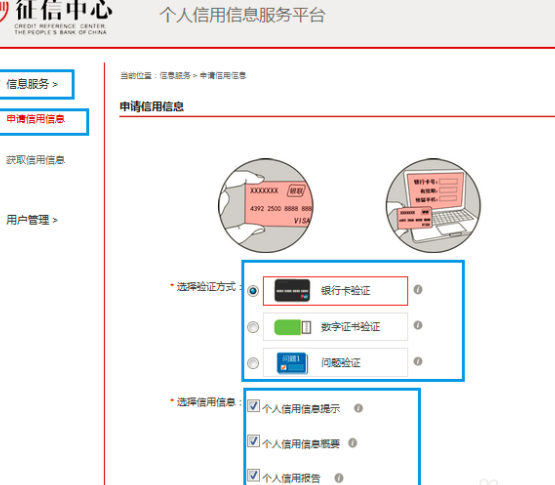 征信中心
CREDIT REFERENCE CENTER,
THE PEOPLE'S BANK OF CHINA
个人信用信息服务平台
信息服务 >
申请信用信息
获取信用信息
用户管理 >
当前位置：信息服务 > 申请信用信息
申请信用信息
XXXXXXX 银联
4392 2500 8888 888
VISA
银行卡号：
有效期：
预留手机：
* 选择验证方式：
银行卡验证
数字证书验证
问题1
问题验证
* 选择信用信息：
个人信用信息提示
个人信用信息概要
个人信用报告